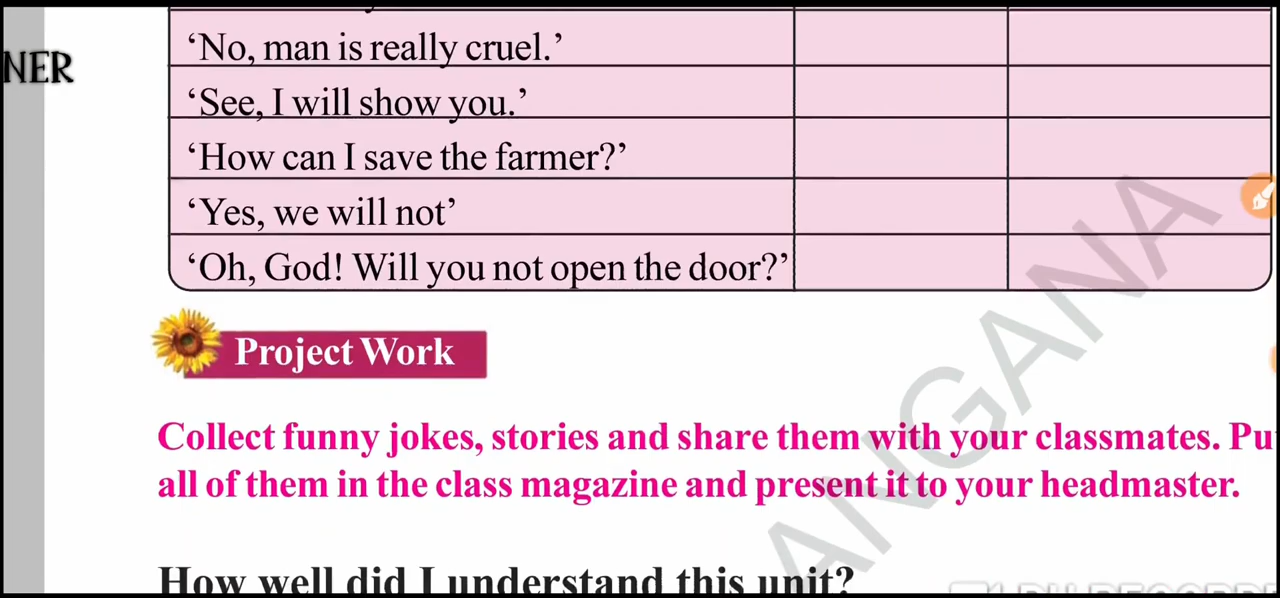 NER
‘No, man is really cruel.’
‘See, I will show you.’
‘How can I save the farmer?’
‘Yes, we will not’
‘Oh, God! Will you not open the door?’
Project Work
Collect funny jokes, stories and share them with your classmates. Pu
all of them in the class magazine and present it to your headmaster.
ANGANA
How well did I understand this unit?